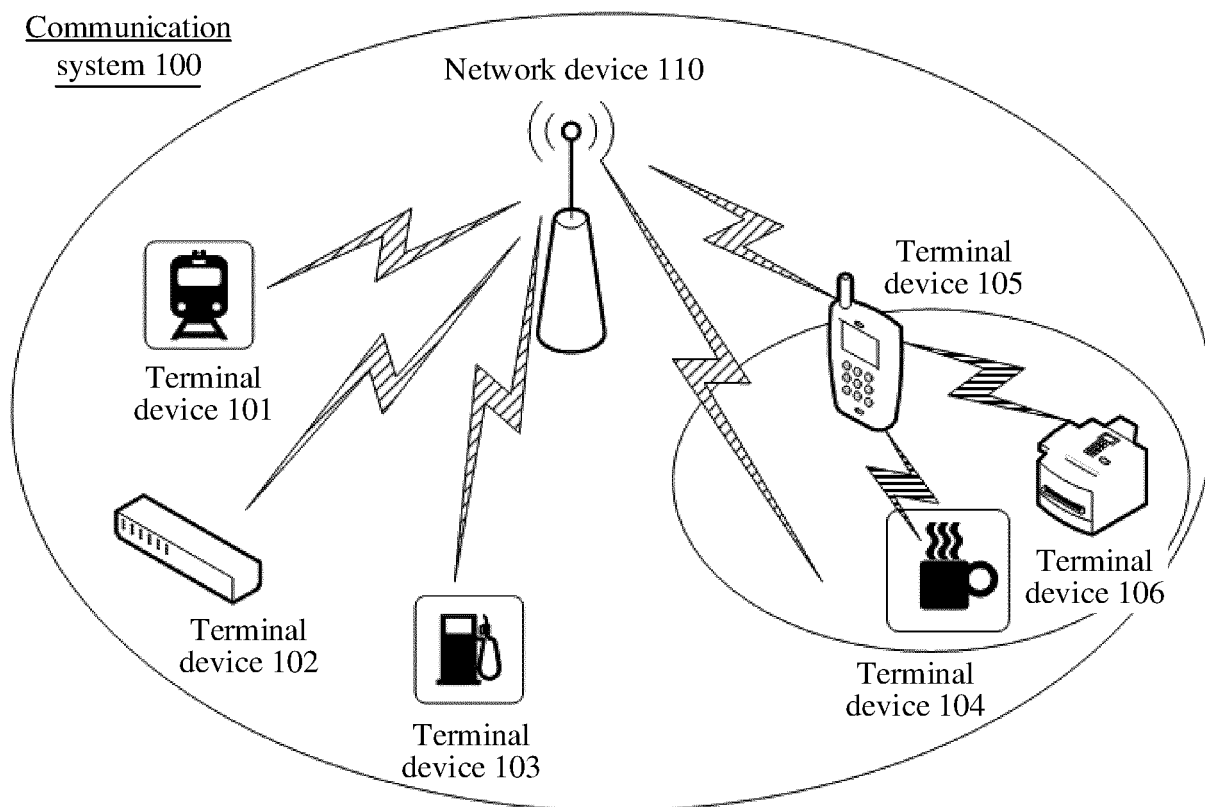 Communication
system 100
Network device 110
Terminal
device 105
Terminal
device 101
Terminal
device 106
Terminal
device 102
Terminal
device 104
Terminal
device 103